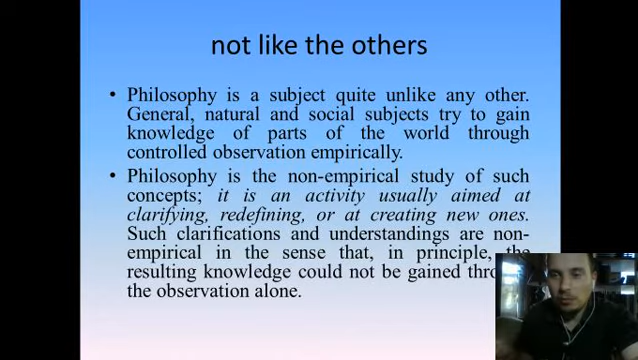 not like the others
• Philosophy is a subject quite unlike any other.
General, natural and social subjects try to gain
knowledge of parts of the world through
controlled observation empirically.
• Philosophy is the non-empirical study of such
concepts; it is an activity usually aimed at
clarifying, redefining, or at creating new ones.
Such clarifications and understandings are non-
empirical in the sense that, in principle, the
resulting knowledge could not be gained
the observation alone.